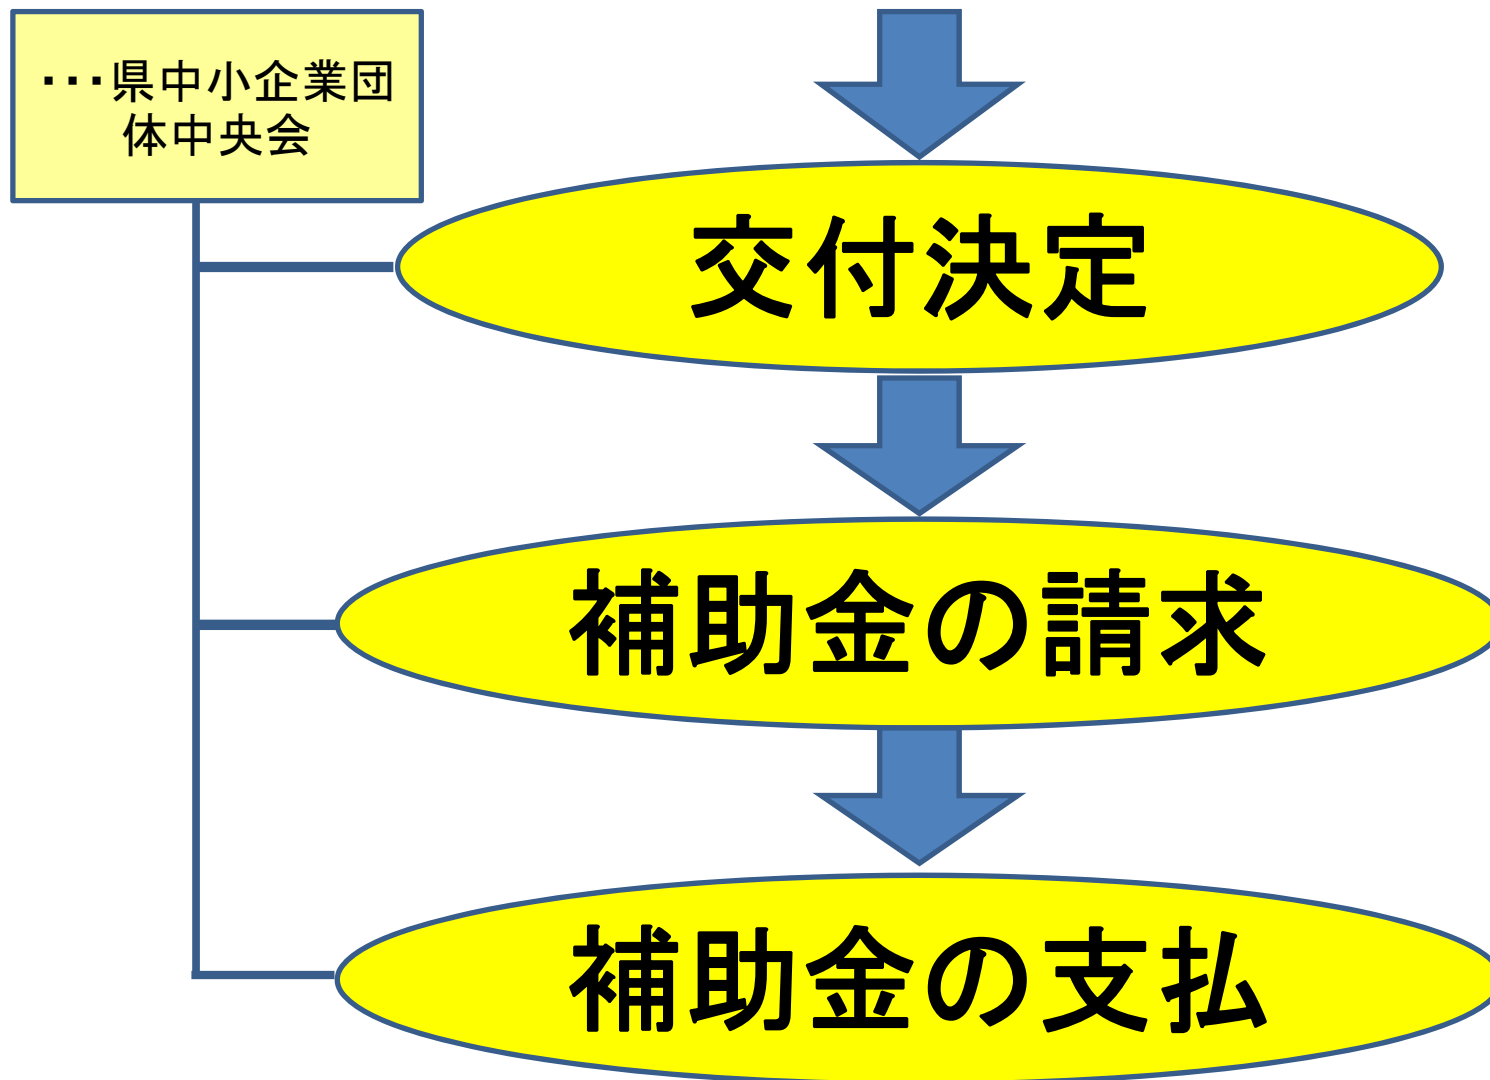 ･･･県中小企業団
体中央会
交付決定
補助金の請求
補助金の支払